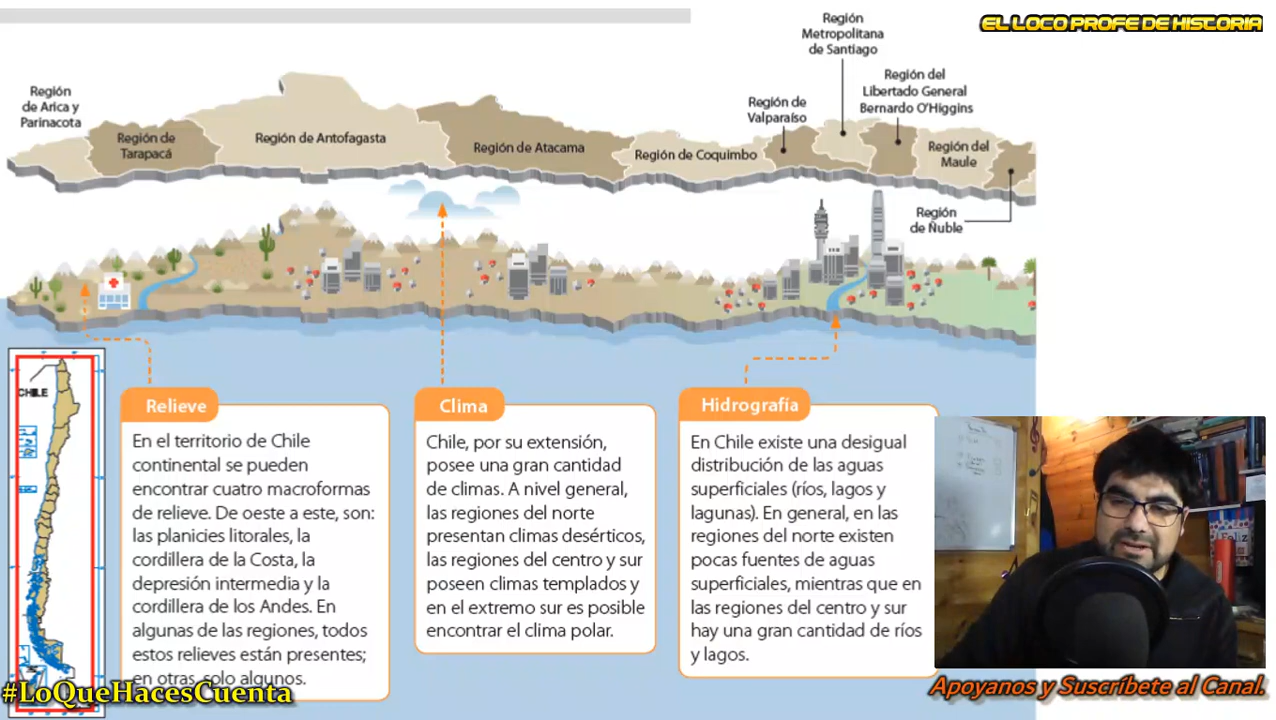 EL LOCO PROFE DE HISTORIA
Región
Metropolitana
de Santiago
Región del
Libertado General
Bernardo O'Higgins
Región
de Arica y
Parinacota
Región de
Tarapacá
Región de Antofagasta
Región de Atacama
Región de Coquimbo
Región de
Valparaíso
Región del
Maule
Región
de Ñuble
CHILE
Relieve
En el territorio de Chile
continental se pueden
encontrar cuatro macroformas
de relieve. De oeste a este, son:
las planicies litorales, la
cordillera de la Costa, la
depresión intermedia y la
cordillera de los Andes. En
algunas de las regiones, todos
estos relieves están presentes;
en otras, solo algunos.
Clima
Chile, por su extensión,
posee una gran cantidad
de climas. A nivel general,
las regiones del norte
presentan climas desérticos,
las regiones del centro y sur
poseen climas templados y
en el extremo sur es posible
encontrar el clima polar.
Hidrografía
En Chile existe una desigual
distribución de las aguas
superficiales (ríos, lagos y
lagunas). En general, en las
regiones del norte existen
pocas fuentes de aguas
superficiales, mientras que en
las regiones del centro y sur
hay una gran cantidad de ríos
y lagos.
Feliz
#LoQueHacesCuenta
Apoyanos y Suscríbete al Canal.